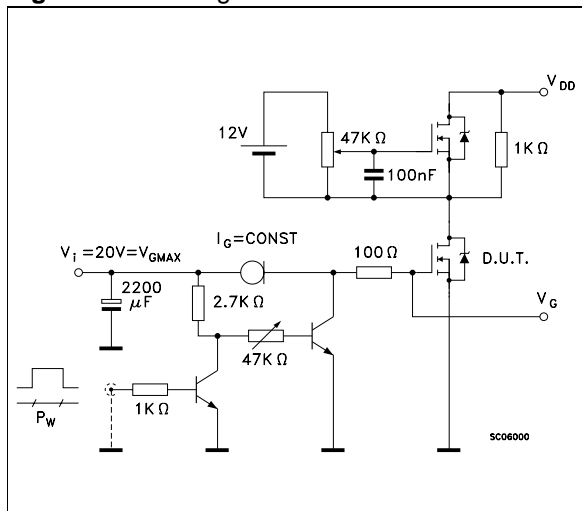 V DD
12V
47K Ω
100nF
1K Ω
V i =20V=V GMAX
I G =CONST
100 Ω
D.U.T.
2200
μF
2.7K Ω
V G
47K Ω
1K Ω
P W
SC06000